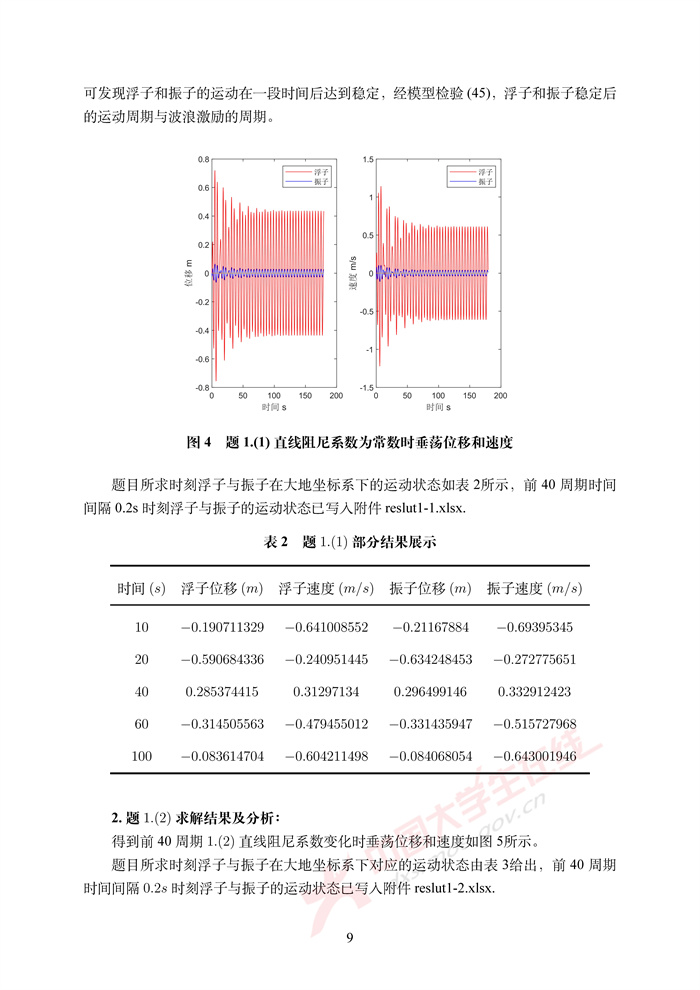 可发现浮子和振子的运动在一段时间后达到稳定，经模型检验 (45)，浮子和振子稳定后
的运动周期与波浪激励的周期。
0.8
0.6
0.4
0.2
0
-0.2
-0.4
-0.6
-0.8
位移 m
0 50 100 150 200
时间 s
浮子
振子
1.5
1
0.5
0
-0.5
-1
-1.5
速度 m/s
0 50 100 150 200
时间 s
浮子
振子
图 4 题 1.(1) 直线阻尼系数为常数时垂荡位移和速度
题目所求时刻浮子与振子在大地坐标系下的运动状态如表 2所示，前 40 周期时间
间隔 0.2s 时刻浮子与振子的运动状态已写入附件 reslut1-1.xlsx.
表 2 题 1.(1) 部分结果展示
时间 (s) 浮子位移 (m) 浮子速度 (m/s) 振子位移 (m) 振子速度 (m/s)
10 −0.190711329 −0.641008552 −0.21167884 −0.69395345
20 −0.590684336 −0.240951445 −0.634248453 −0.272775651
40 0.285374415 0.31297134 0.296499146 0.332912423
60 −0.314505563 −0.479455012 −0.331435947 −0.515727968
100 −0.083614704 −0.604211498 −0.084068054 −0.643001946
2. 题 1.(2) 求解结果及分析：
得到前 40 周期 1.(2) 直线阻尼系数变化时垂荡位移和速度如图 5所示。
题目所求时刻浮子与振子在大地坐标系下对应的运动状态由表 3给出，前 40 周期
时间间隔 0.2s 时刻浮子与振子的运动状态已写入附件 reslut1-2.xlsx.
中国大学生在线
9